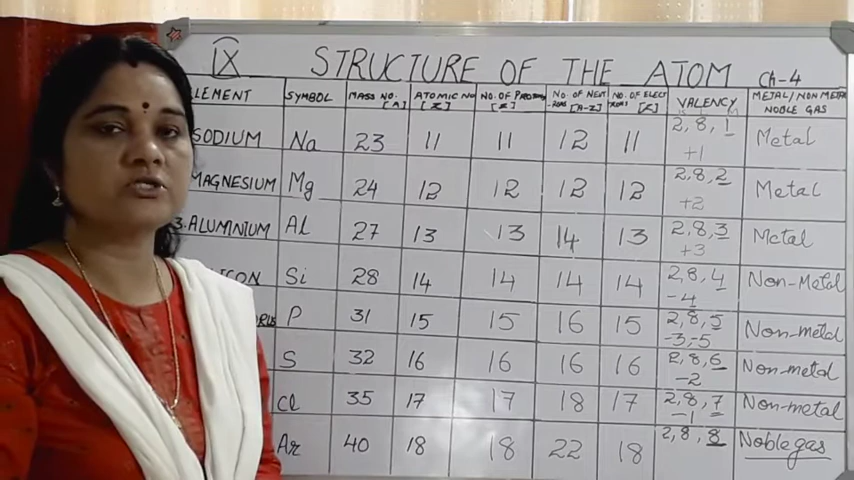 IX STRUCTURE OF THE ATOM Ch-4
ELEMENT SYMBOL MASS NO. [A] ATOMIC NO [Z] NO. OF PROTONS [Z] NO. OF NEUT-RONS [A-Z] NO. OF ELECTRONS [Z] VALENCY METAL/NON METAL NOBLE GAS
SODIUM Na 23 11 11 12 11 2,8,1 +1 Metal
MAGNESIUM Mg 24 12 12 12 12 2,8,2 +2 Metal
3. ALUMINIUM Al 27 13 13 14 13 2,8,3 +3 Metal
ICON Si 28 14 14 14 14 2,8,4 -4 Non-Metal
P 31 15 15 16 15 2,8,5 -3,-5 Non-metal
S 32 16 16 16 16 2,8,6 -2 Non-metal
Cl 35 17 17 18 17 2,8,7 -1 Non-metal
Ar 40 18 18 22 18 2,8,8 Noble gas